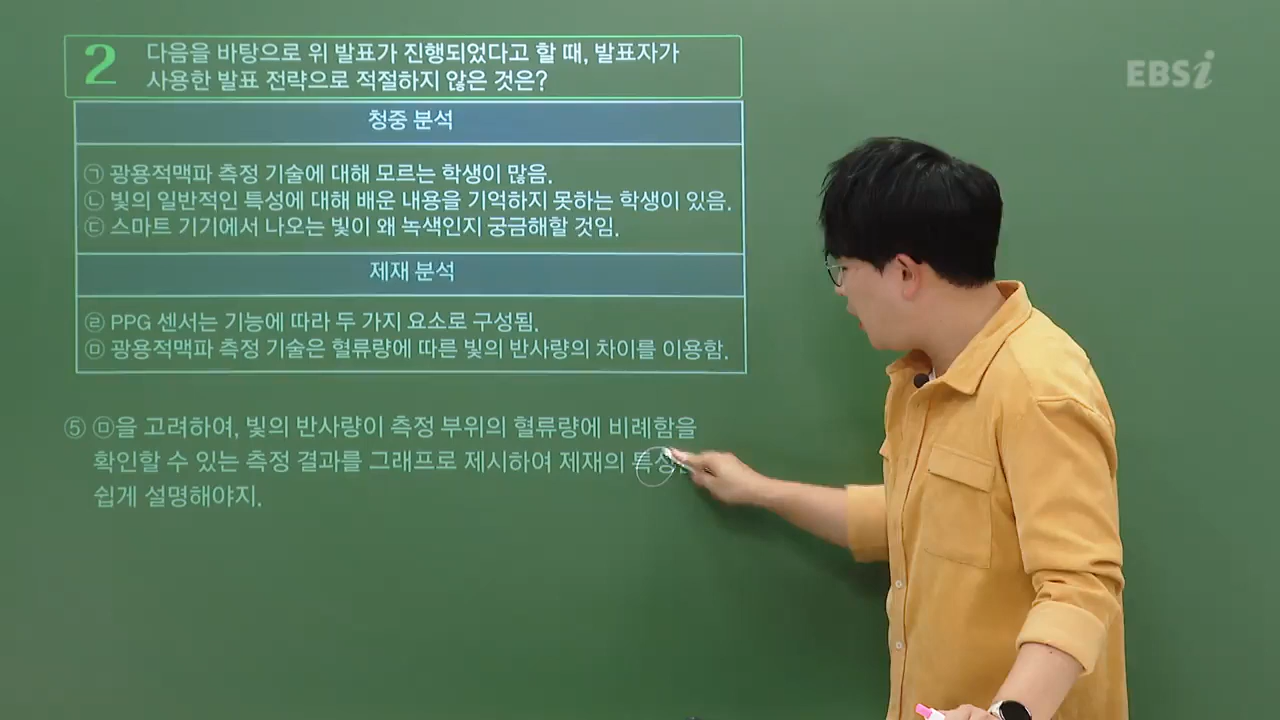 2 다음을 바탕으로 위 발표가 진행되었다고 할 때, 발표자가
사용한 발표 전략으로 적절하지 않은 것은?
EBSi
청중 분석
㉠ 광용적맥파 측정 기술에 대해 모르는 학생이 많음.
㉡ 빛의 일반적인 특성에 대해 배운 내용을 기억하지 못하는 학생이 있음.
㉢ 스마트 기기에서 나오는 빛이 왜 녹색인지 궁금해할 것임.
제재 분석
㉣ PPG 센서는 기능에 따라 두 가지 요소로 구성됨.
㉤ 광용적맥파 측정 기술은 혈류량에 따른 빛의 반사량의 차이를 이용함.
⑤ ㉤을 고려하여, 빛의 반사량이 측정 부위의 혈류량에 비례함을
확인할 수 있는 측정 결과를 그래프로 제시하여 제재의
쉽게 설명해야지.